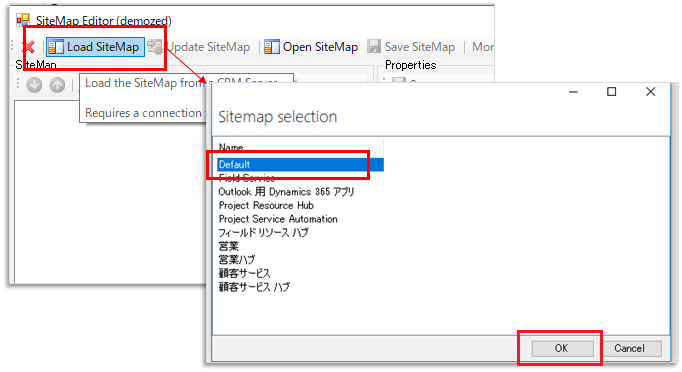 SiteMap Editor (demozed)
Load SiteMap Update SiteMap Open SiteMap Save SiteMap Mor
SiteMap
Properties
Load the SiteMap from a CRM Server
Requires a connection
Sitemap selection
Name
Default
Field Service
Outlook 用 Dynamics 365 アプリ
Project Resource Hub
Project Service Automation
フィールド リソース ハブ
営業
営業ハブ
顧客サービス
顧客サービス ハブ
OK Cancel